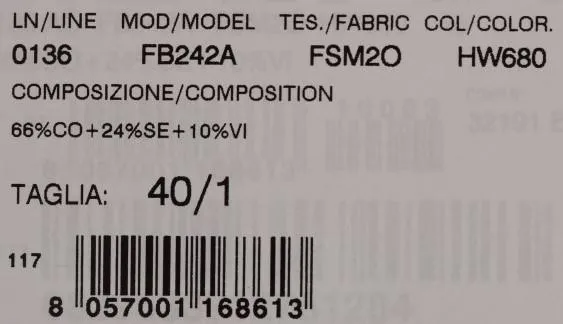 LN/LINE MOD/MODEL TES./FABRIC COL/COLOR.
0136 FB242A FSM2O HW680
COMPOSIZIONE/COMPOSITION
66%CO+24%SE+10%VI
TAGLIA: 40/1
117
8 057001 168613